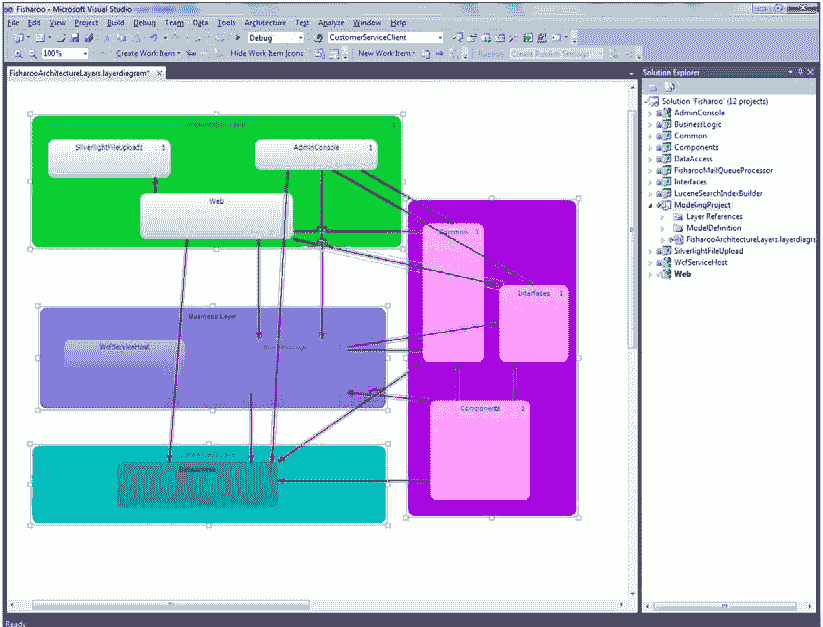 Fisharoo - Microsoft Visual Studio
File Edit View Project Build Debug Team Data Tools Architecture Test Analyze Window Help
Debug CustomerServiceClient
100% Create Work Item Hide Work Item Icons New Work Item
FisharooArchitectureLayers.layerdiagram*
Solution Explorer
Solution 'Fisharoo' (12 projects)
AdminConsole
BusinessLogic
Common
Components
DataAccess
FisharooMailQueueProcessor
Interfaces
LuceneSearchIndexBuilder
ModelingProject
Layer References
ModelDefinition
FisharooArchitectureLayers.layerdiagra
SilverlightFileUpload
WcfServiceHost
Web
Presentation Layer
SilverlightFileUpload 1
AdminConsole 1
Web
Common 1
Interfaces 1
Business Layer
WcfServiceHost
Components 1
Ready